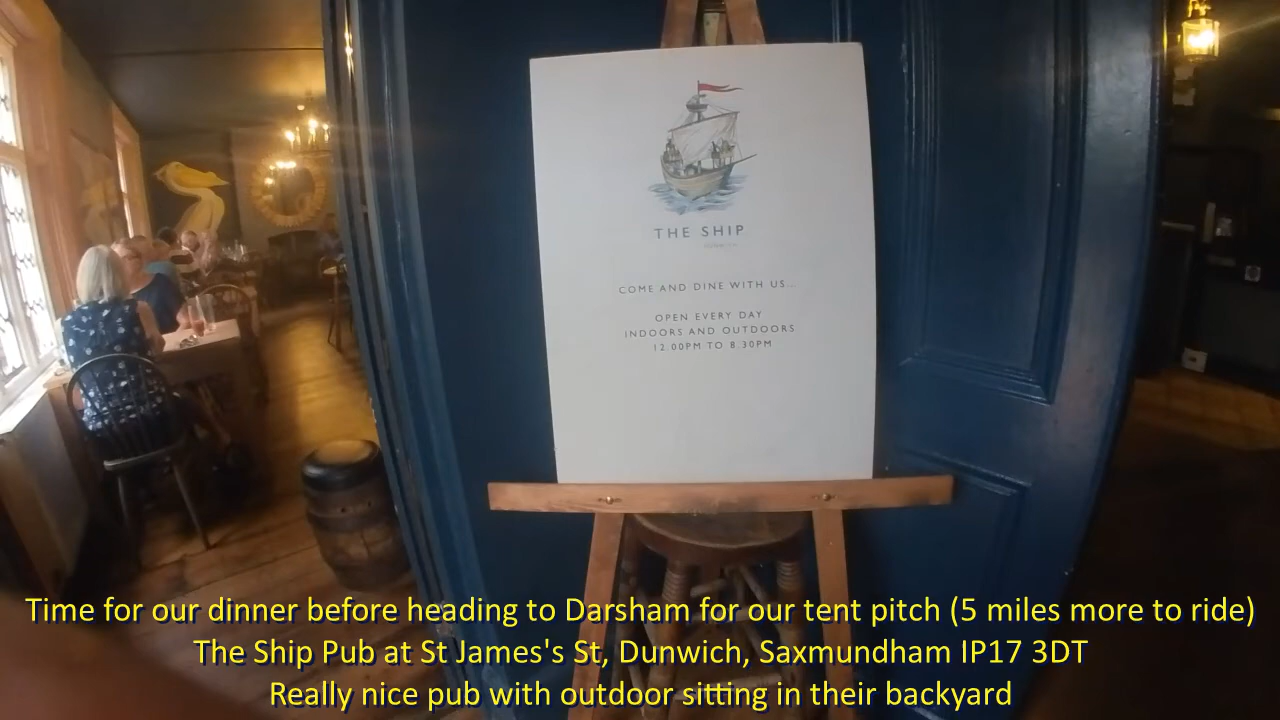 THE SHIP
COME AND DINE WITH US...
OPEN EVERY DAY
INDOORS AND OUTDOORS
12.00PM TO 8.30PM
Time for our dinner before heading to Darsham for our tent pitch (5 miles more to ride)
The Ship Pub at St James's St, Dunwich, Saxmundham IP17 3DT
Really nice pub with outdoor sitting in their backyard